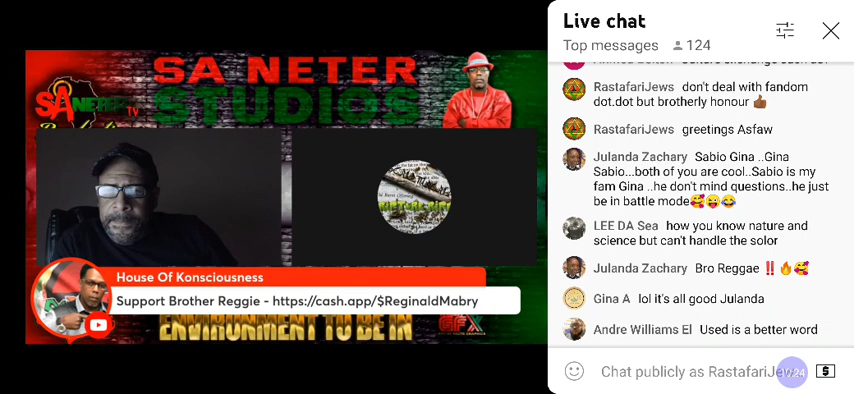 Live chat
Top messages 124
RastafariJews don't deal with fandom
dot.dot but brotherly honour
RastafariJews greetings Asfaw
Julanda Zachary Sabio Gina ..Gina
Sabio...both of you are cool..Sabio is my
fam Gina ..he don't mind questions..he just
be in battle mode
LEE DA Sea how you know nature and
science but can't handle the solor
Julanda Zachary Bro Reggae
Gina A lol it's all good Julanda
Andre Williams El Used is a better word
Chat publicly as RastafariJew
SA NETER
STUDIOS
SANETER TV
House Of Konsciousness
Support Brother Reggie - https://cash.app/$ReginaldMabry
ENVIRONMENT TO BE IN
GFX